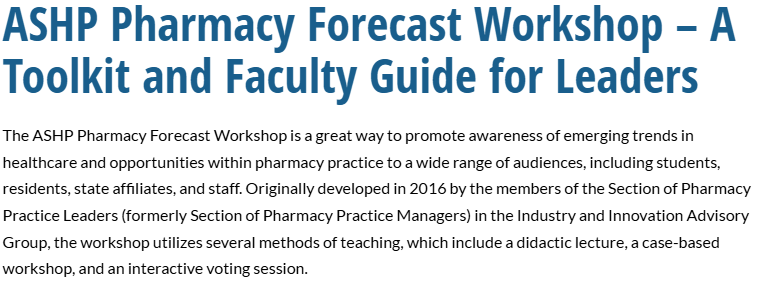 ASHP Pharmacy Forecast Workshop – A
Toolkit and Faculty Guide for Leaders
The ASHP Pharmacy Forecast Workshop is a great way to promote awareness of emerging trends in
healthcare and opportunities within pharmacy practice to a wide range of audiences, including students,
residents, state affiliates, and staff. Originally developed in 2016 by the members of the Section of Pharmacy
Practice Leaders (formerly Section of Pharmacy Practice Managers) in the Industry and Innovation Advisory
Group, the workshop utilizes several methods of teaching, which include a didactic lecture, a case-based
workshop, and an interactive voting session.